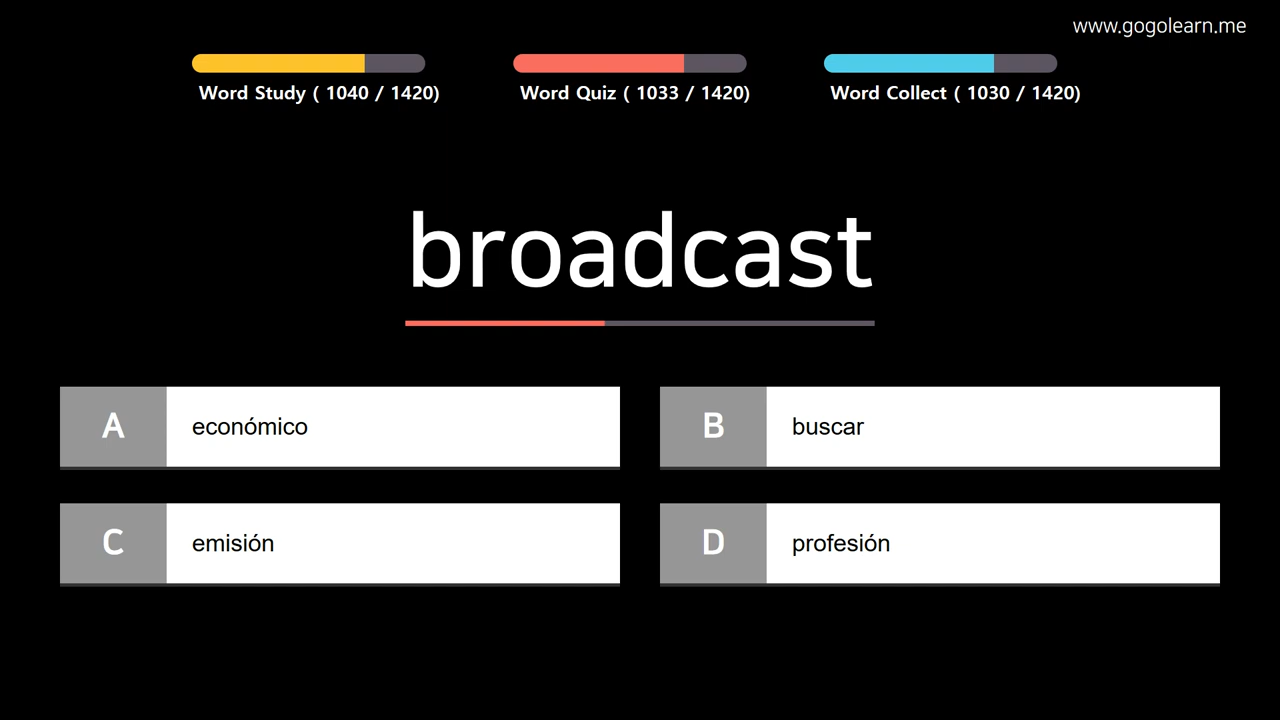 www.gogolearn.me
Word Study ( 1040 / 1420)
Word Quiz ( 1033 / 1420)
Word Collect ( 1030 / 1420)
broadcast
A económico
B buscar
C emisión
D profesión